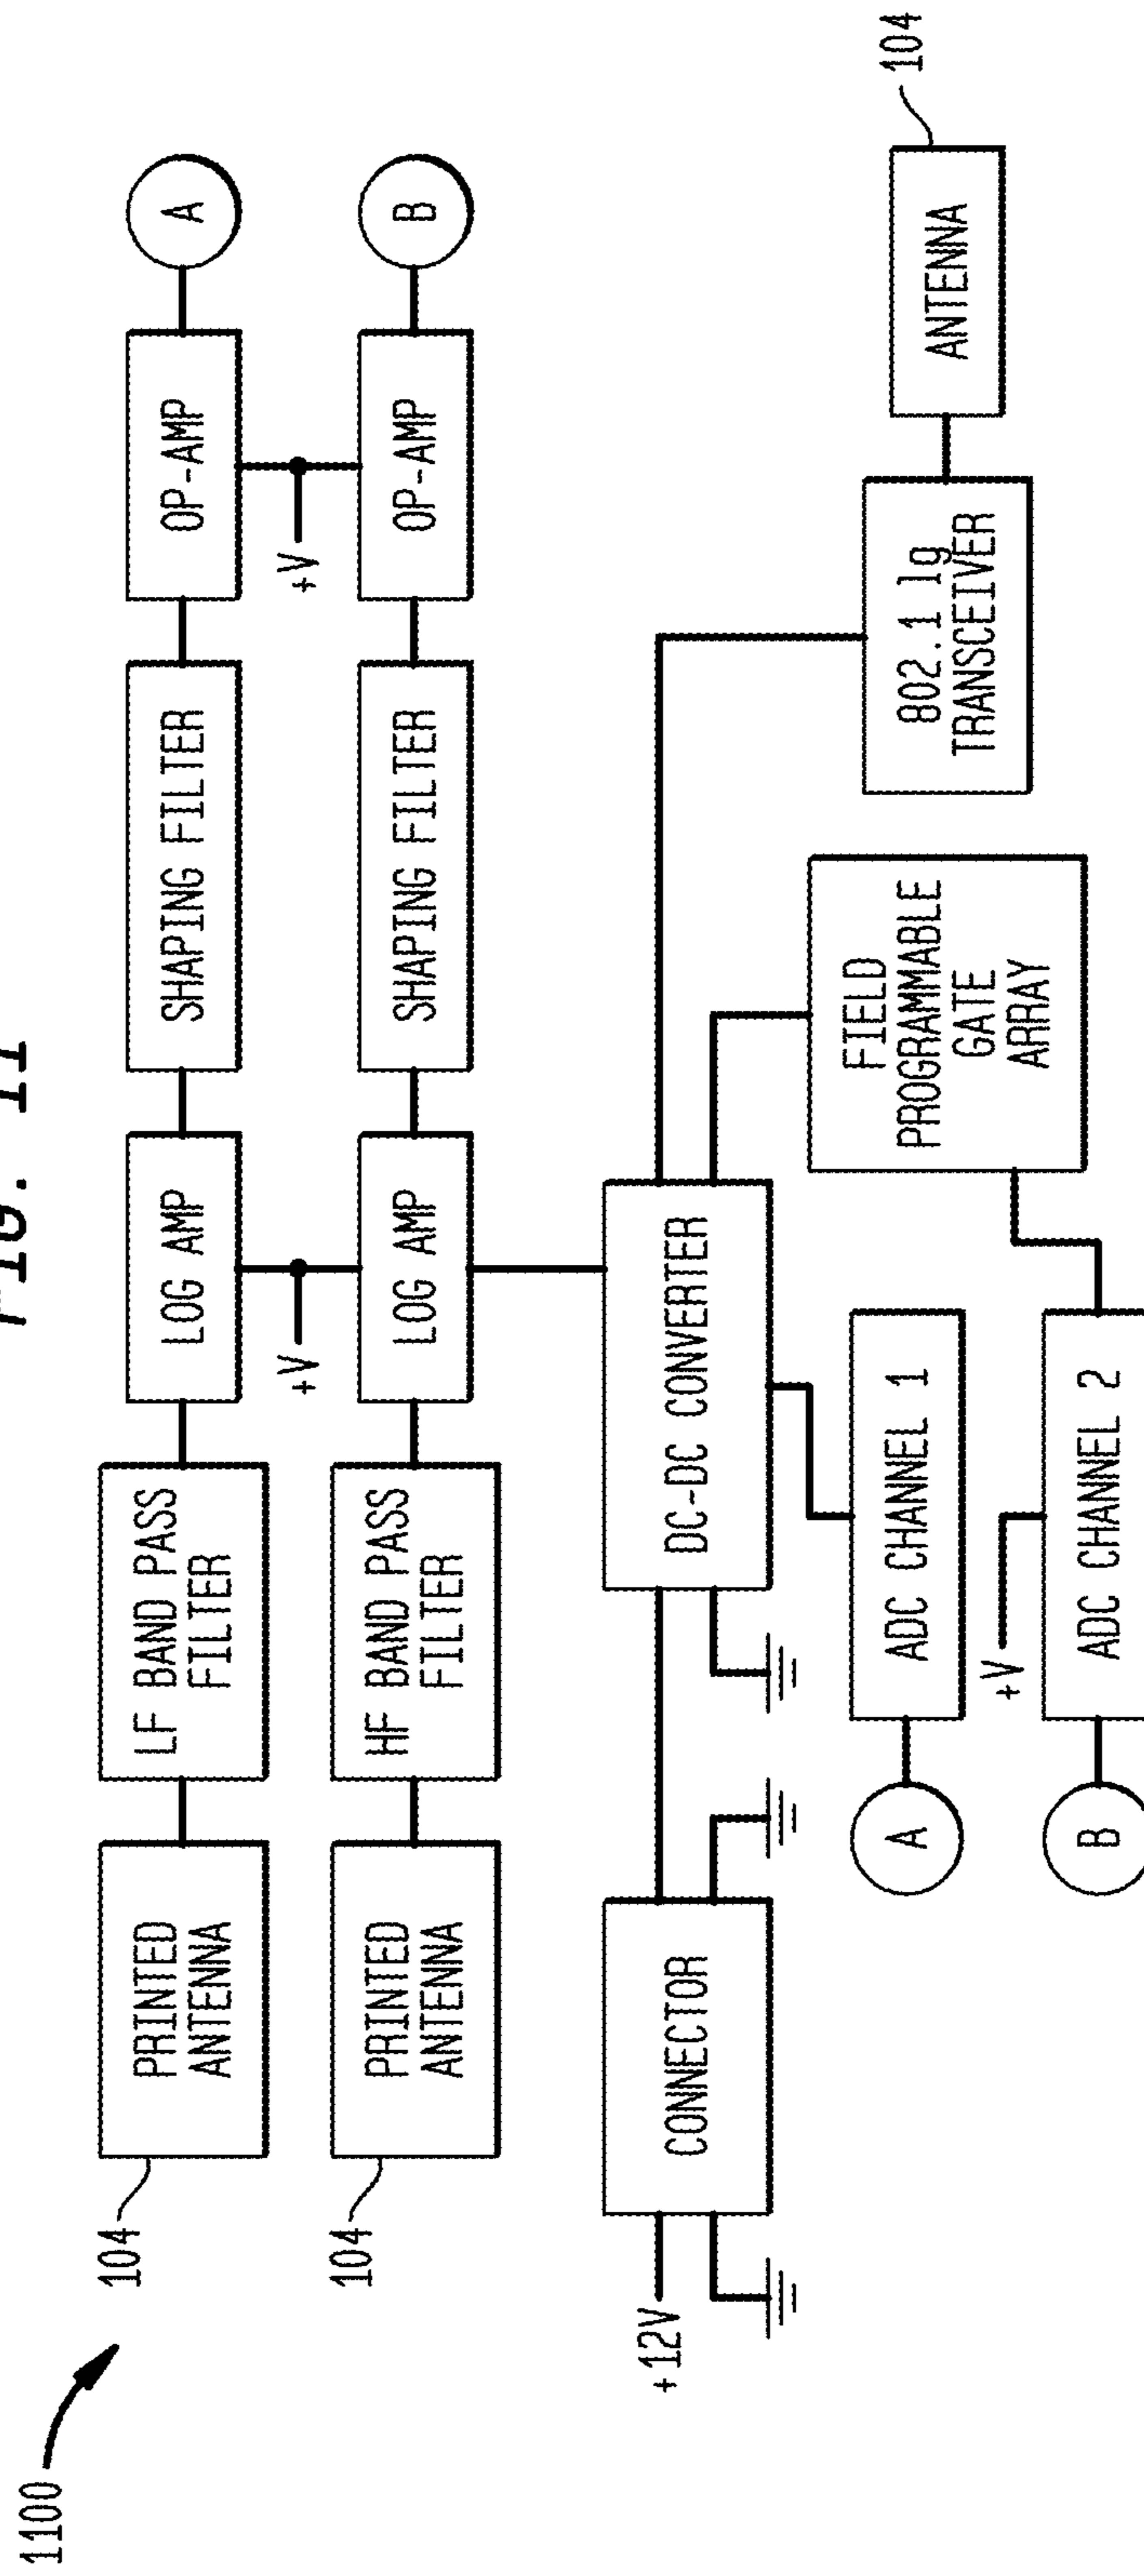 FIG. 11
1100
104
PRINTED
ANTENNA
LF BAND PASS
FILTER
LOG AMP
SHAPING FILTER
OP-AMP
A
+V
+V
104
PRINTED
ANTENNA
HF BAND PASS
FILTER
LOG AMP
SHAPING FILTER
OP-AMP
B
+12V
CONNECTOR
DC-DC CONVERTER
A
ADC CHANNEL 1
FIELD
PROGRAMMABLE
GATE
ARRAY
802.1 1g
TRANSCEIVER
ANTENNA
104
+V
B
ADC CHANNEL 2